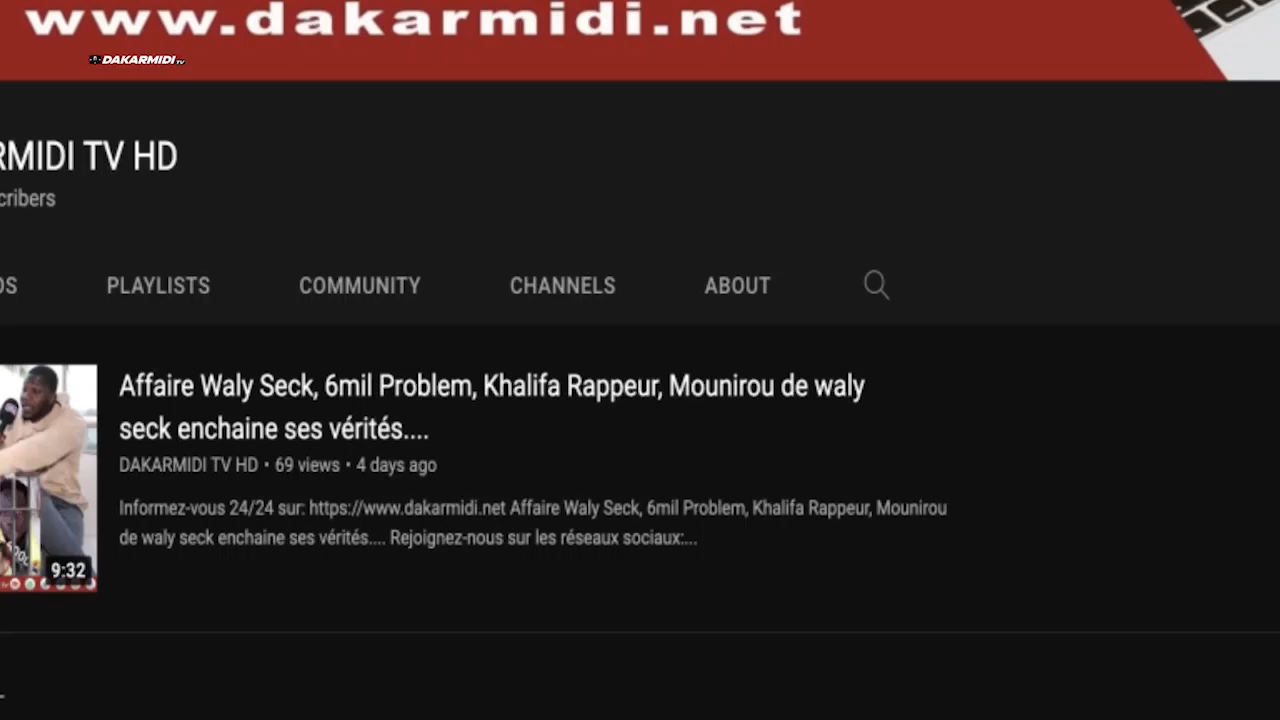 www.dakarmidi.net
DAKARMIDI TV
RMIDI TV HD
cribers
OS PLAYLISTS COMMUNITY CHANNELS ABOUT
Affaire Waly Seck, 6mil Problem, Khalifa Rappeur, Mounirou de waly
seck enchaine ses vérités....
DAKARMIDI TV HD • 69 views • 4 days ago
Informez-vous 24/24 sur: https://www.dakarmidi.net Affaire Waly Seck, 6mil Problem, Khalifa Rappeur, Mounirou
de waly seck enchaine ses vérités.... Rejoignez-nous sur les réseaux sociaux:...
9:32